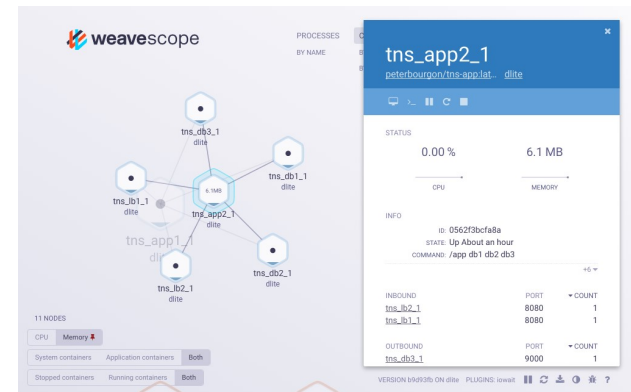 weavescope
PROCESSES
BY NAME
tns_db3_1
dlite
tns_db1_1
dlite
tns_lb1_1
dlite
6.1MB
tns_app2_1
dlite
tns_app1_1
tns_db2_1
dlite
tns_lb2_1
dlite
11 NODES
CPU Memory
System containers Application containers Both
Stopped containers Running containers Both
tns_app2_1
peterbourgon/tns-app:lat... dlite
STATUS
0.00 % 6.1 MB
CPU MEMORY
INFO
ID: 0562f3bcfa8a
STATE: Up About an hour
COMMAND: /app db1 db2 db3
+6
INBOUND PORT COUNT
tns_lb2_1 8080 1
tns_lb1_1 8080 1
OUTBOUND PORT COUNT
tns_db3_1 9000 1
VERSION b9d93fb ON dlite PLUGINS: iowait